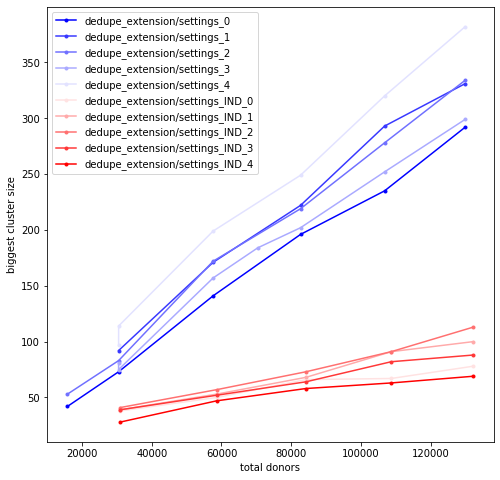 dedupe_extension/settings_0
dedupe_extension/settings_1
dedupe_extension/settings_2
dedupe_extension/settings_3
dedupe_extension/settings_4
dedupe_extension/settings_IND_0
dedupe_extension/settings_IND_1
dedupe_extension/settings_IND_2
dedupe_extension/settings_IND_3
dedupe_extension/settings_IND_4
350
300
250
200
150
100
50
biggest cluster size
20000 40000 60000 80000 100000 120000
total donors